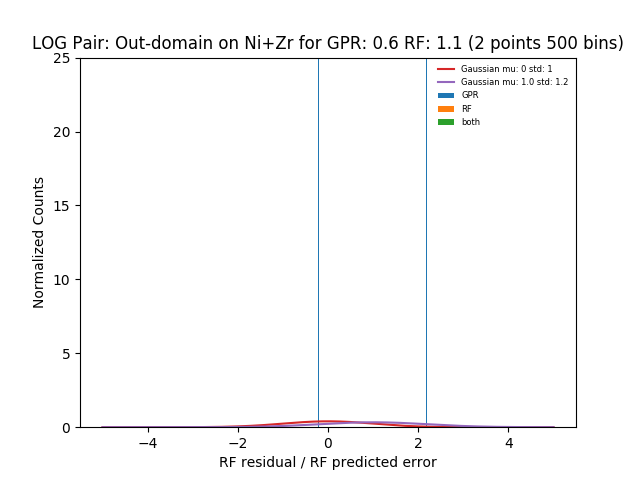 LOG Pair: Out-domain on Ni+Zr for GPR: 0.6 RF: 1.1 (2 points 500 bins)
Normalized Counts
25
20
15
10
5
0
Gaussian mu: 0 std: 1
Gaussian mu: 1.0 std: 1.2
GPR
RF
both
−4 −2 0 2 4
RF residual / RF predicted error